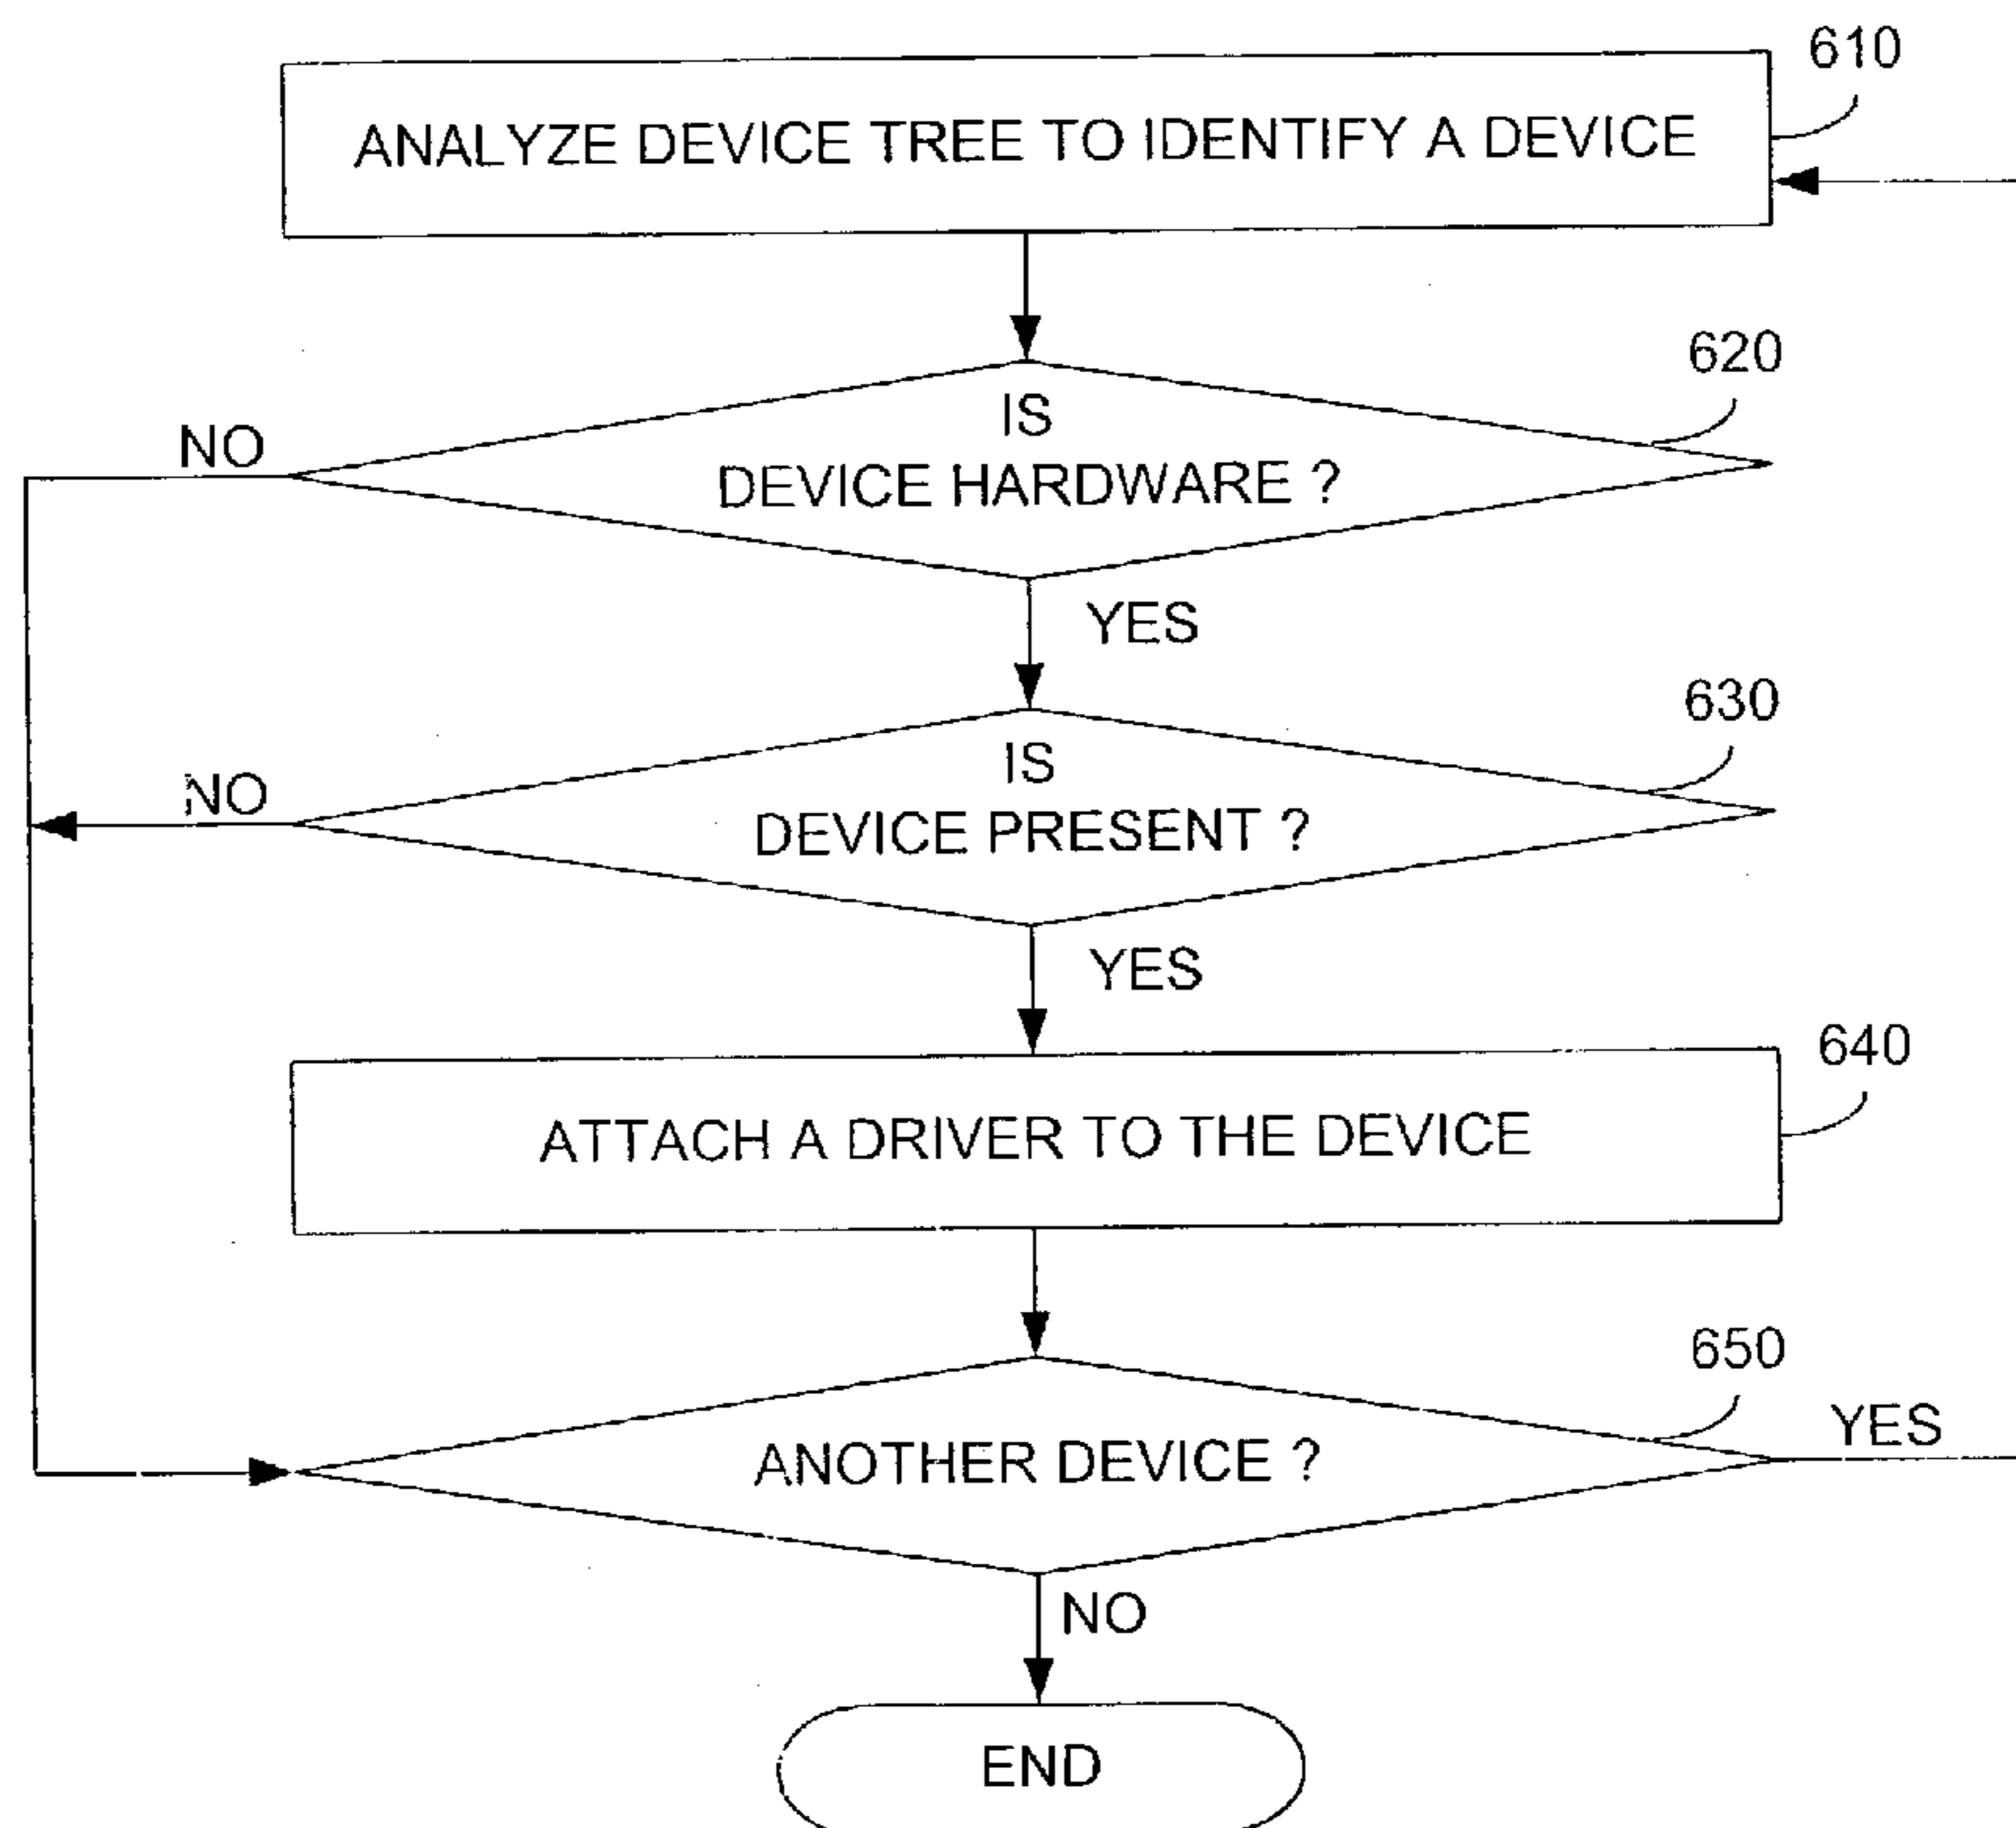 610
ANALYZE DEVICE TREE TO IDENTIFY A DEVICE
620
NO
IS
DEVICE HARDWARE ?
YES
630
NO
IS
DEVICE PRESENT ?
YES
640
ATTACH A DRIVER TO THE DEVICE
650
YES
ANOTHER DEVICE ?
NO
END